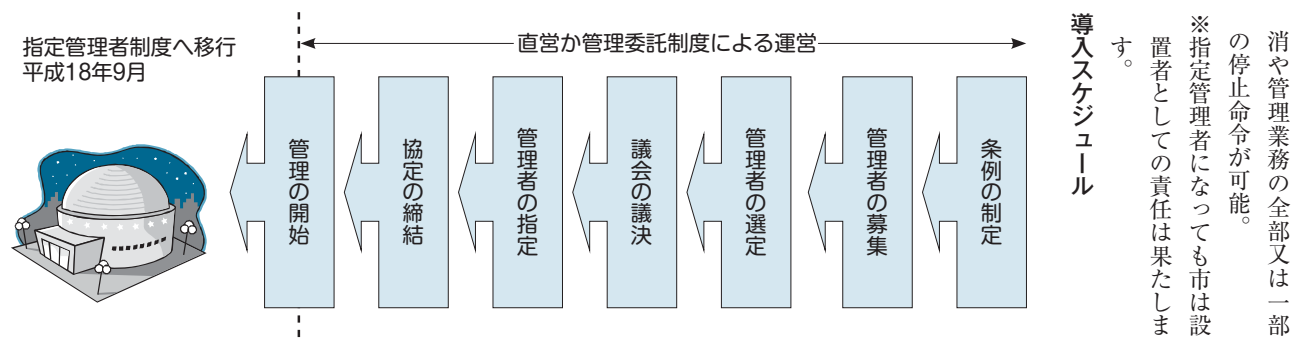 消や管理業務の全部又は一部
の停止命令が可能。
※指定管理者になっても市は設
置者としての責任は果たしま
す。
導入スケジュール
直営か管理委託制度による運営
条例の制定
管理者の募集
管理者の選定
議会の議決
管理者の指定
協定の締結
管理の開始
指定管理者制度へ移行
平成18年9月